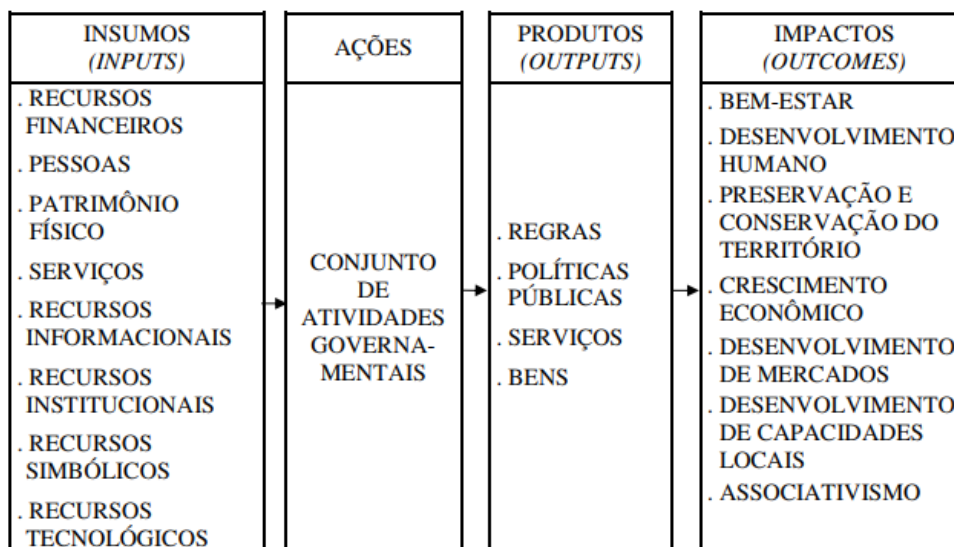 INSUMOS
(INPUTS)
. RECURSOS
FINANCEIROS
. PESSOAS
. PATRIMÔNIO
FÍSICO
. SERVIÇOS
. RECURSOS
INFORMACIONAIS
. RECURSOS
INSTITUCIONAIS
. RECURSOS
SIMBÓLICOS
. RECURSOS
TECNOLÓGICOS
AÇÕES
CONJUNTO
DE
ATIVIDADES
GOVERNA-
MENTAIS
PRODUTOS
(OUTPUTS)
. REGRAS
. POLÍTICAS
PÚBLICAS
. SERVIÇOS
. BENS
IMPACTOS
(OUTCOMES)
. BEM-ESTAR
. DESENVOLVIMENTO
HUMANO
. PRESERVAÇÃO E
CONSERVAÇÃO DO
TERRITÓRIO
. CRESCIMENTO
ECONÔMICO
. DESENVOLVIMENTO
DE MERCADOS
. DESENVOLVIMENTO
DE CAPACIDADES
LOCAIS
. ASSOCIATIVISMO